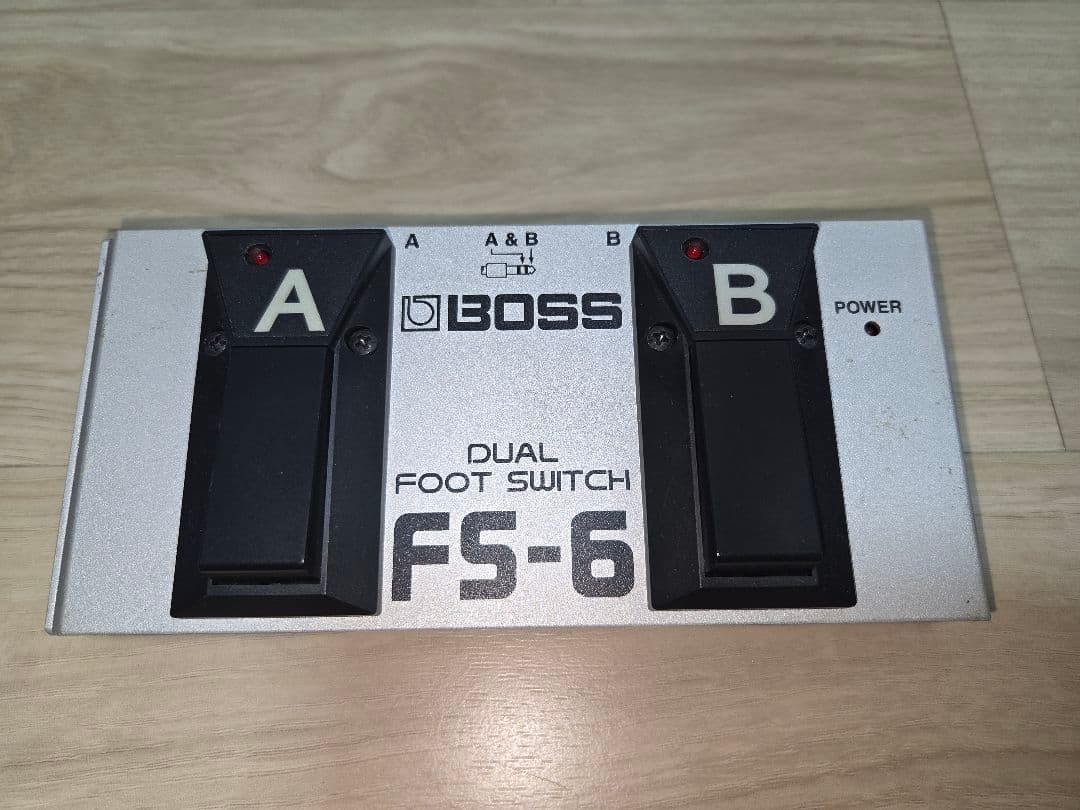 A A & B B
A
BOSS
B
POWER
DUAL
FOOT SWITCH
FS-6